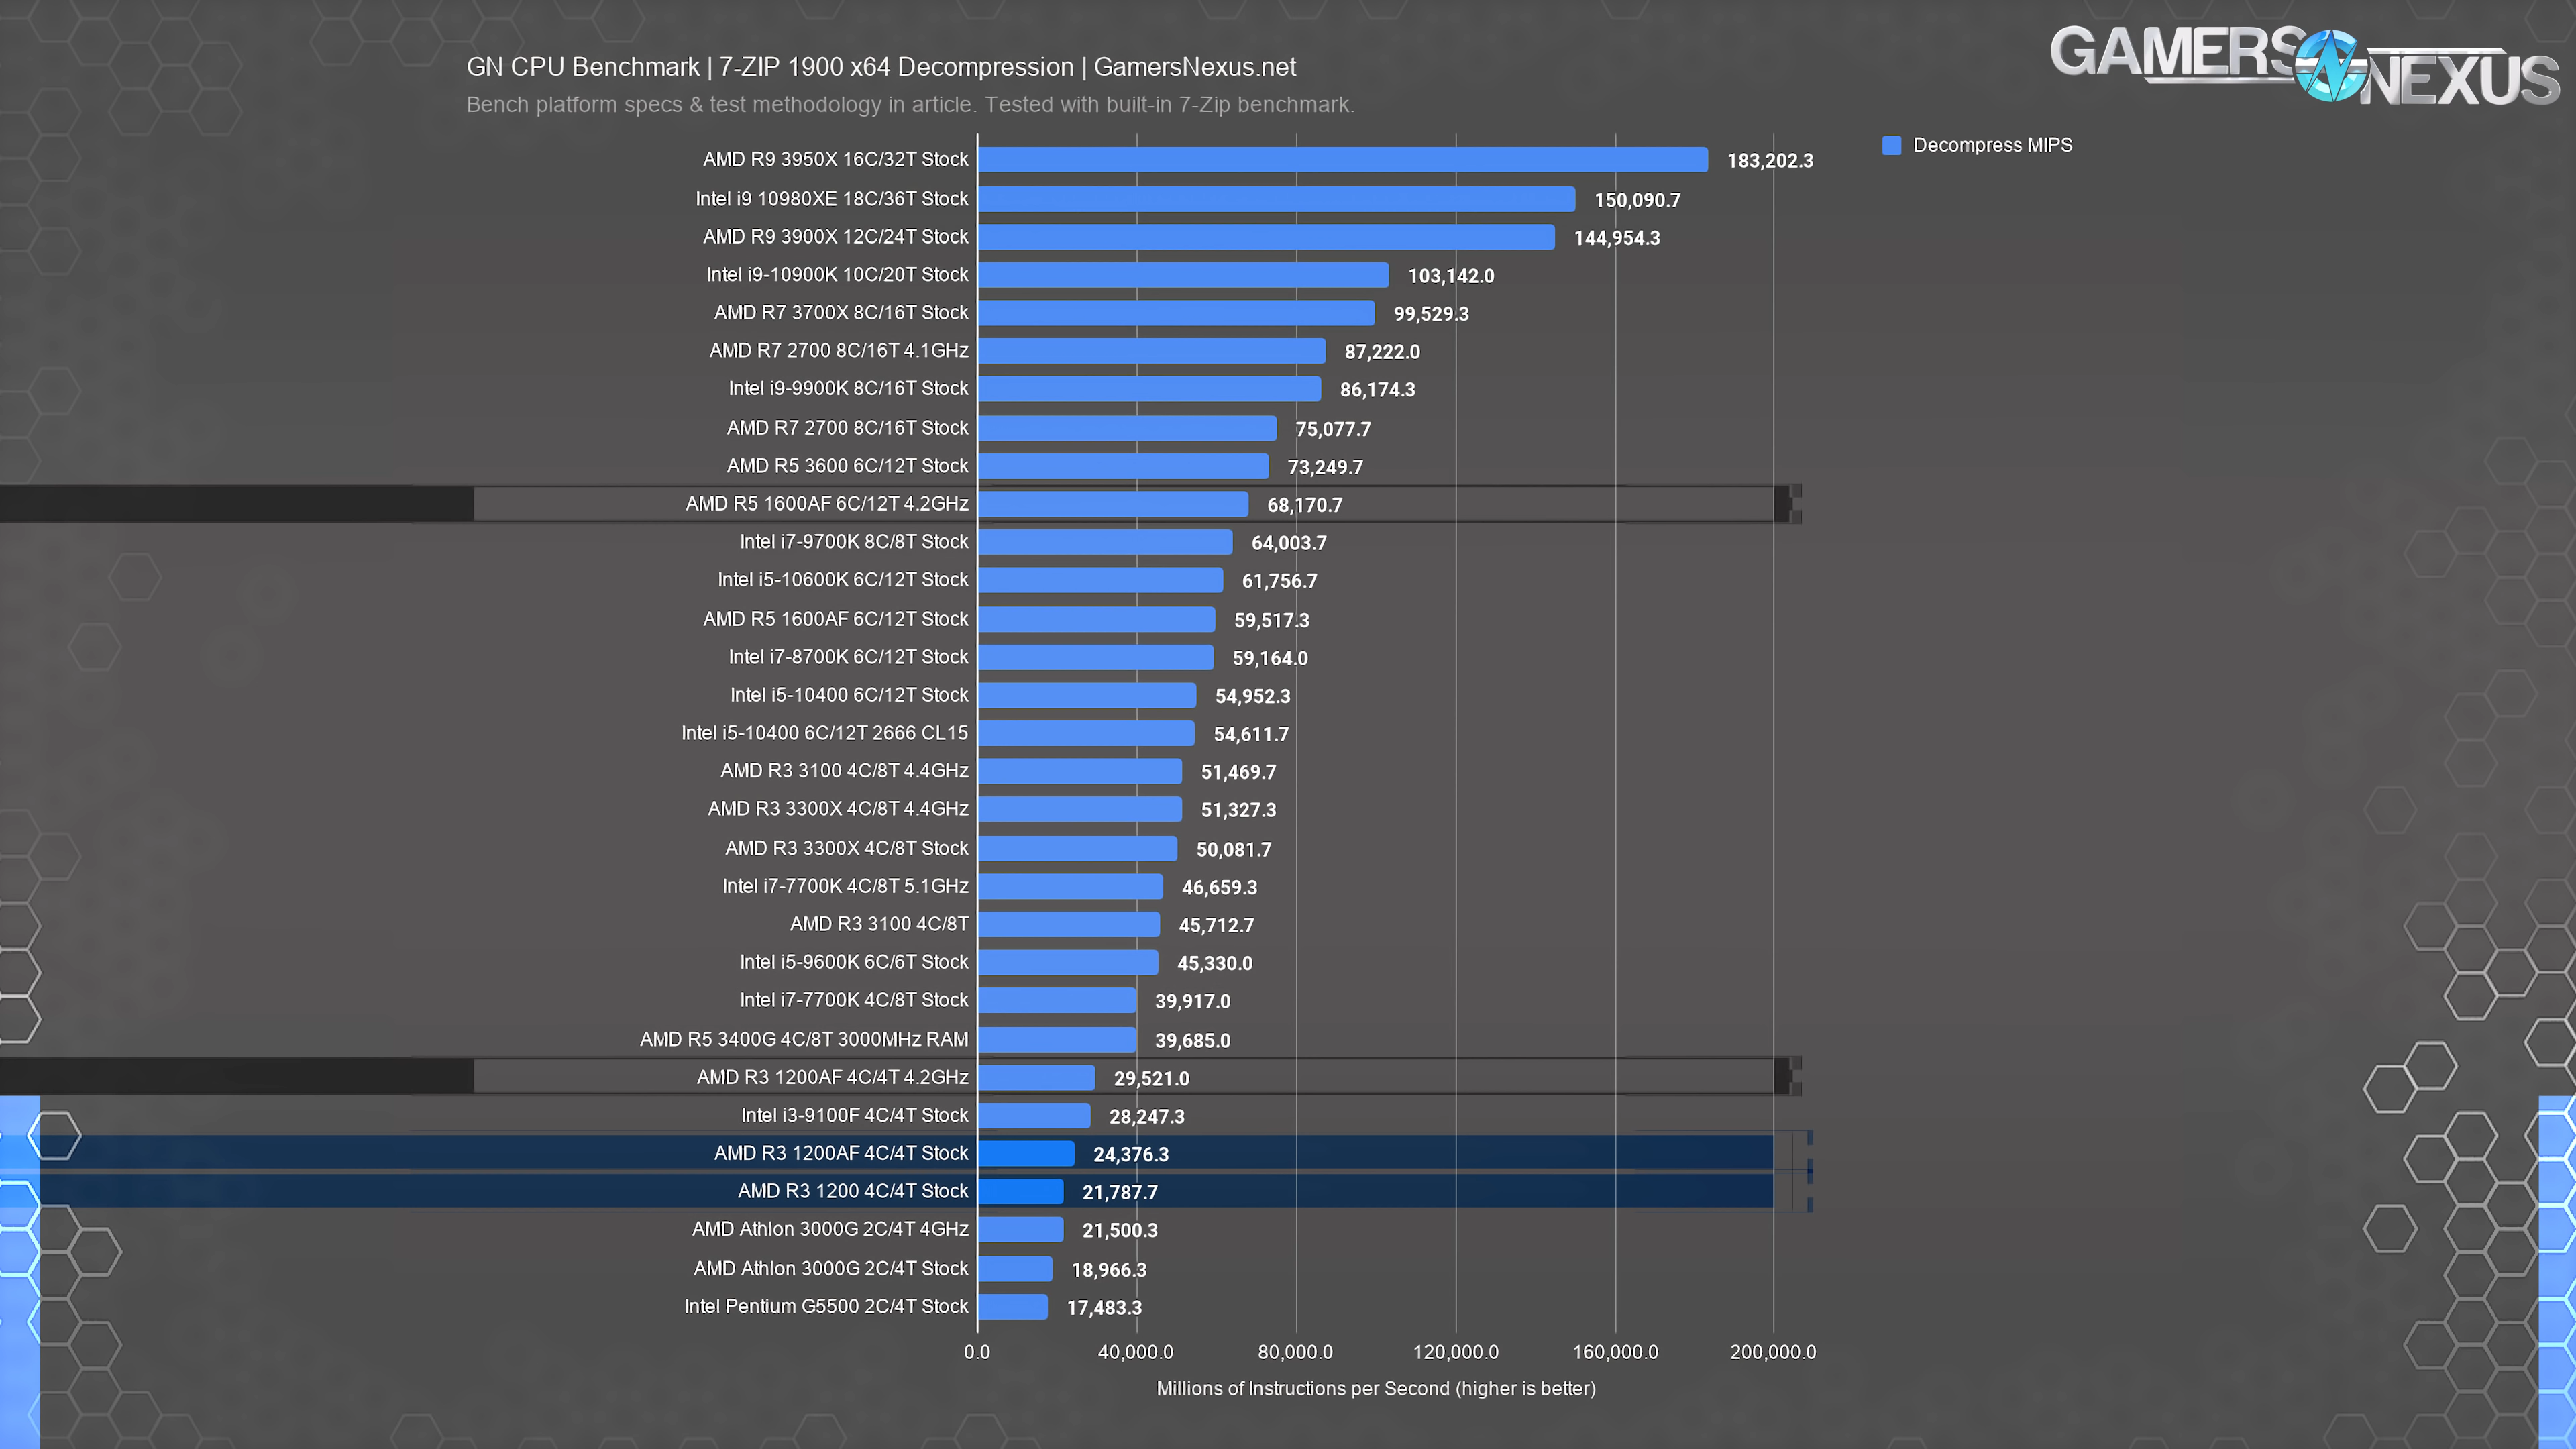 GAMERS NEXUS
GN CPU Benchmark | 7-ZIP 1900 x64 Decompression | GamersNexus.net
Bench platform specs & test methodology in article. Tested with built-in 7-Zip benchmark.
Decompress MIPS
AMD R9 3950X 16C/32T Stock 183,202.3
Intel i9 10980XE 18C/36T Stock 150,090.7
AMD R9 3900X 12C/24T Stock 144,954.3
Intel i9-10900K 10C/20T Stock 103,142.0
AMD R7 3700X 8C/16T Stock 99,529.3
AMD R7 2700 8C/16T 4.1GHz 87,222.0
Intel i9-9900K 8C/16T Stock 86,174.3
AMD R7 2700 8C/16T Stock 75,077.7
AMD R5 3600 6C/12T Stock 73,249.7
AMD R5 1600AF 6C/12T 4.2GHz 68,170.7
Intel i7-9700K 8C/8T Stock 64,003.7
Intel i5-10600K 6C/12T Stock 61,756.7
AMD R5 1600AF 6C/12T Stock 59,517.3
Intel i7-8700K 6C/12T Stock 59,164.0
Intel i5-10400 6C/12T Stock 54,952.3
Intel i5-10400 6C/12T 2666 CL15 54,611.7
AMD R3 3100 4C/8T 4.4GHz 51,469.7
AMD R3 3300X 4C/8T 4.4GHz 51,327.3
AMD R3 3300X 4C/8T Stock 50,081.7
Intel i7-7700K 4C/8T 5.1GHz 46,659.3
AMD R3 3100 4C/8T 45,712.7
Intel i5-9600K 6C/6T Stock 45,330.0
Intel i7-7700K 4C/8T Stock 39,917.0
AMD R5 3400G 4C/8T 3000MHz RAM 39,685.0
AMD R3 1200AF 4C/4T 4.2GHz 29,521.0
Intel i3-9100F 4C/4T Stock 28,247.3
AMD R3 1200AF 4C/4T Stock 24,376.3
AMD R3 1200 4C/4T Stock 21,787.7
AMD Athlon 3000G 2C/4T 4GHz 21,500.3
AMD Athlon 3000G 2C/4T Stock 18,966.3
Intel Pentium G5500 2C/4T Stock 17,483.3
0.0 40,000.0 80,000.0 120,000.0 160,000.0 200,000.0
Millions of Instructions per Second (higher is better)